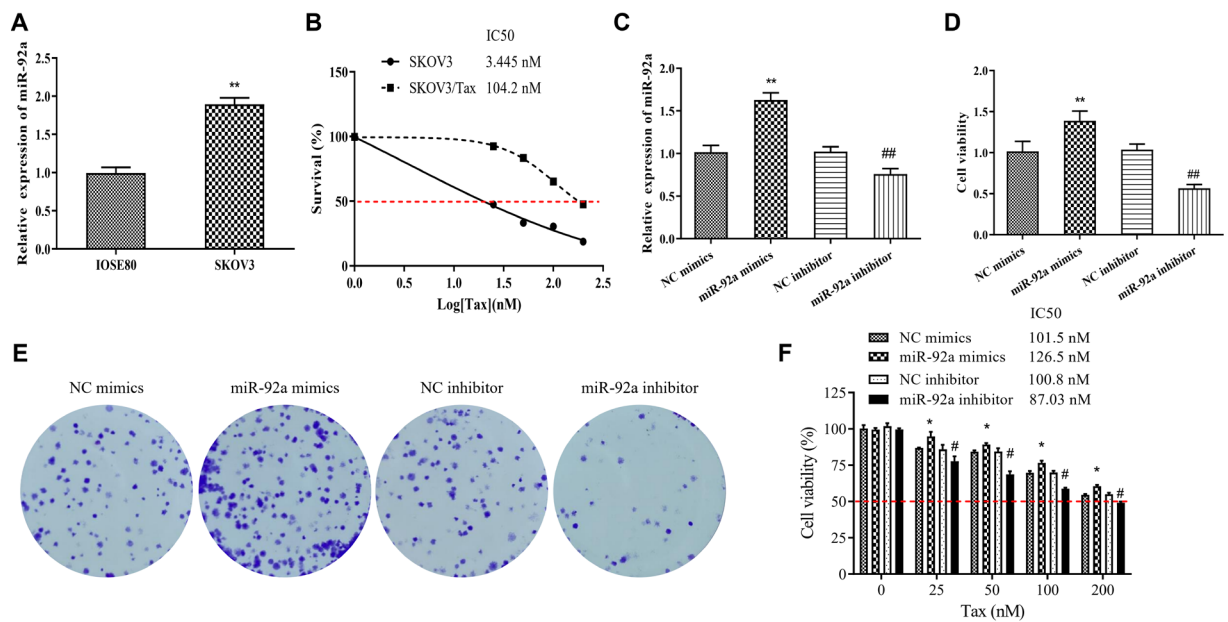 A
Relative expression of miR-92a
2.5
2.0
1.5
1.0
0.5
0.0
**
IOSE80
SKOV3
B
IC50
SKOV3 3.445 nM
SKOV3/Tax 104.2 nM
Survival (%)
150
100
50
0
0.0 0.5 1.0 1.5 2.0 2.5
Log[Tax](nM)
C
Relative expression of miR-92a
2.0
1.5
1.0
0.5
0.0
**
##
NC mimics
miR-92a mimics
NC inhibitor
miR-92a inhibitor
D
Cell viability
2.0
1.5
1.0
0.5
0.0
**
##
NC mimics
miR-92a mimics
NC inhibitor
miR-92a inhibitor
E
NC mimics
miR-92a mimics
NC inhibitor
miR-92a inhibitor
F
IC50
NC mimics 101.5 nM
miR-92a mimics 126.5 nM
NC inhibitor 100.8 nM
miR-92a inhibitor 87.03 nM
Cell viability (%)
125
100
75
50
25
0
* # * # * # * #
0 25 50 100 200
Tax (nM)